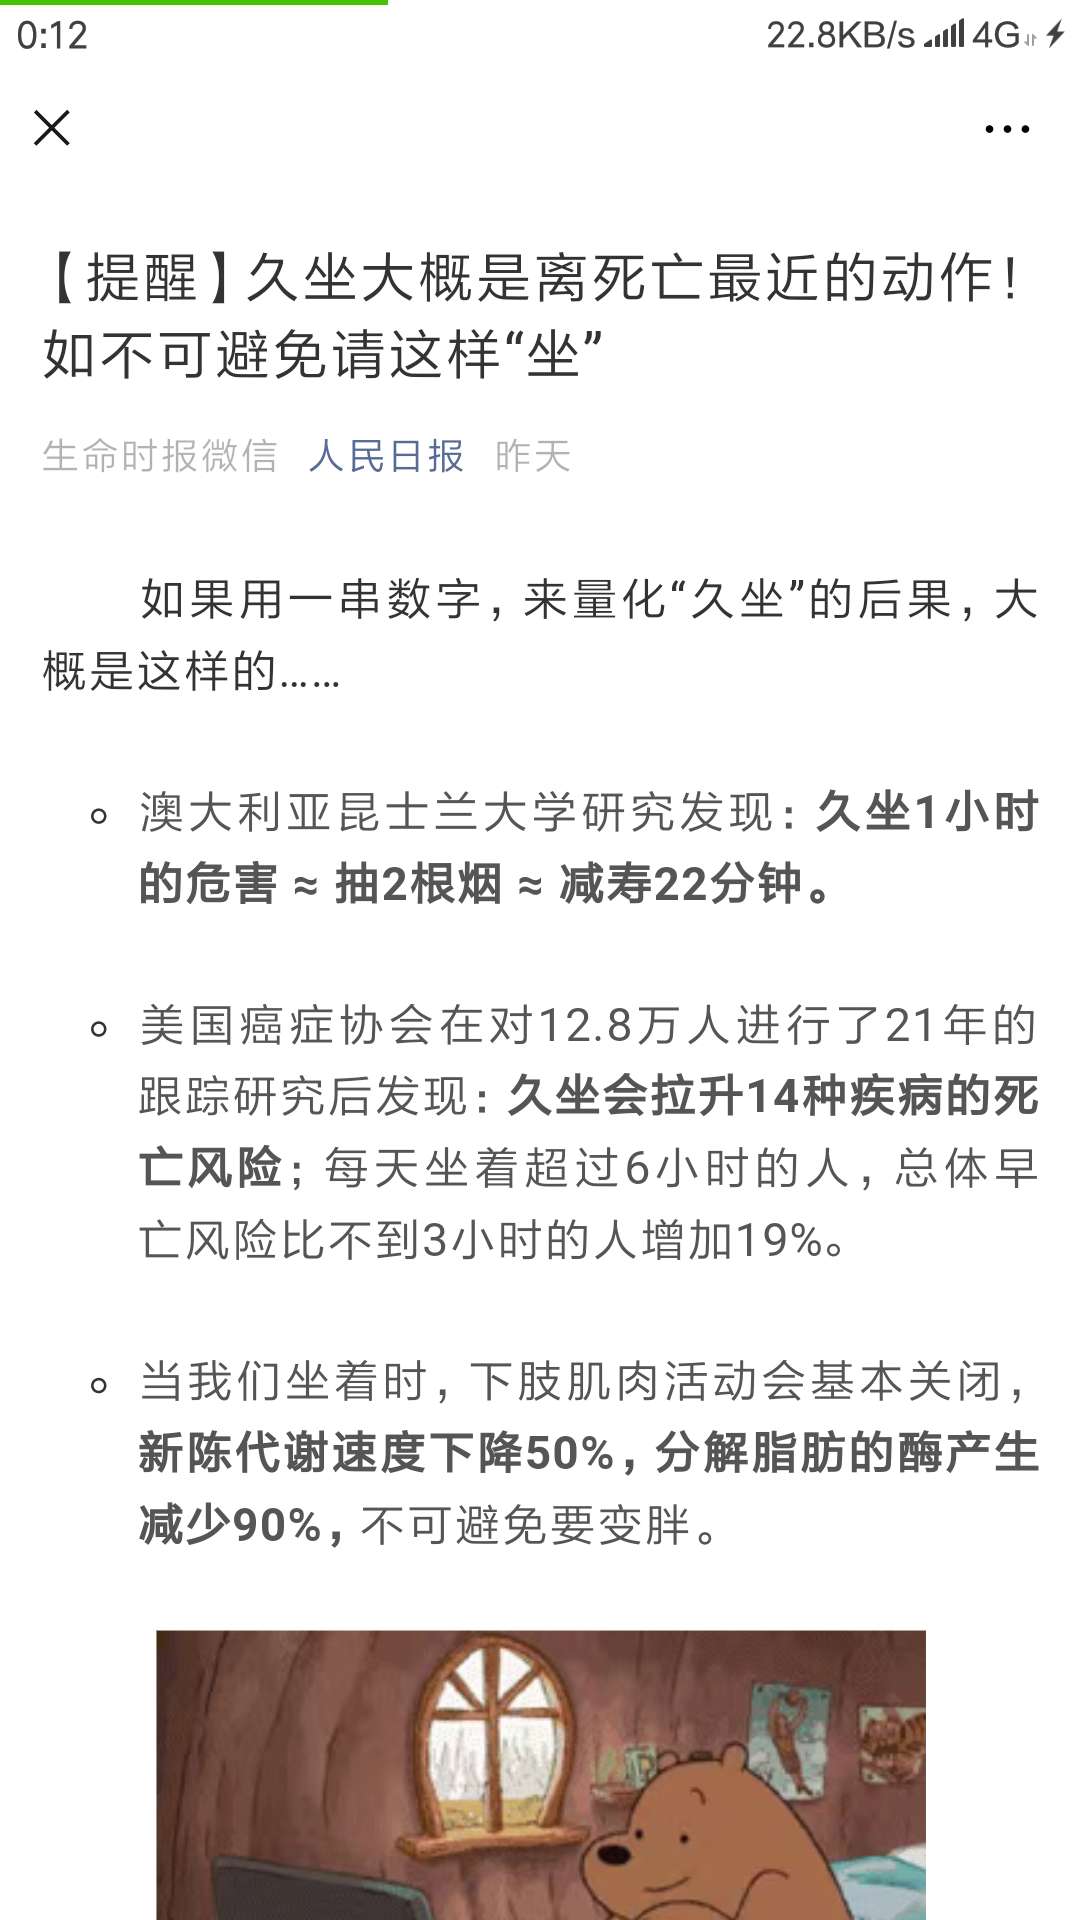 0:12 22.8KB/s 4G
【提醒】久坐大概是离死亡最近的动作！
如不可避免请这样“坐”
生命时报微信 人民日报 昨天
如果用一串数字，来量化“久坐”的后果，大
概是这样的……
澳大利亚昆士兰大学研究发现：久坐1小时
的危害 ≈ 抽2根烟 ≈ 减寿22分钟。
美国癌症协会在对12.8万人进行了21年的
跟踪研究后发现：久坐会拉升14种疾病的死
亡风险；每天坐着超过6小时的人，总体早
亡风险比不到3小时的人增加19%。
当我们坐着时，下肢肌肉活动会基本关闭，
新陈代谢速度下降50%，分解脂肪的酶产生
减少90%，不可避免要变胖。